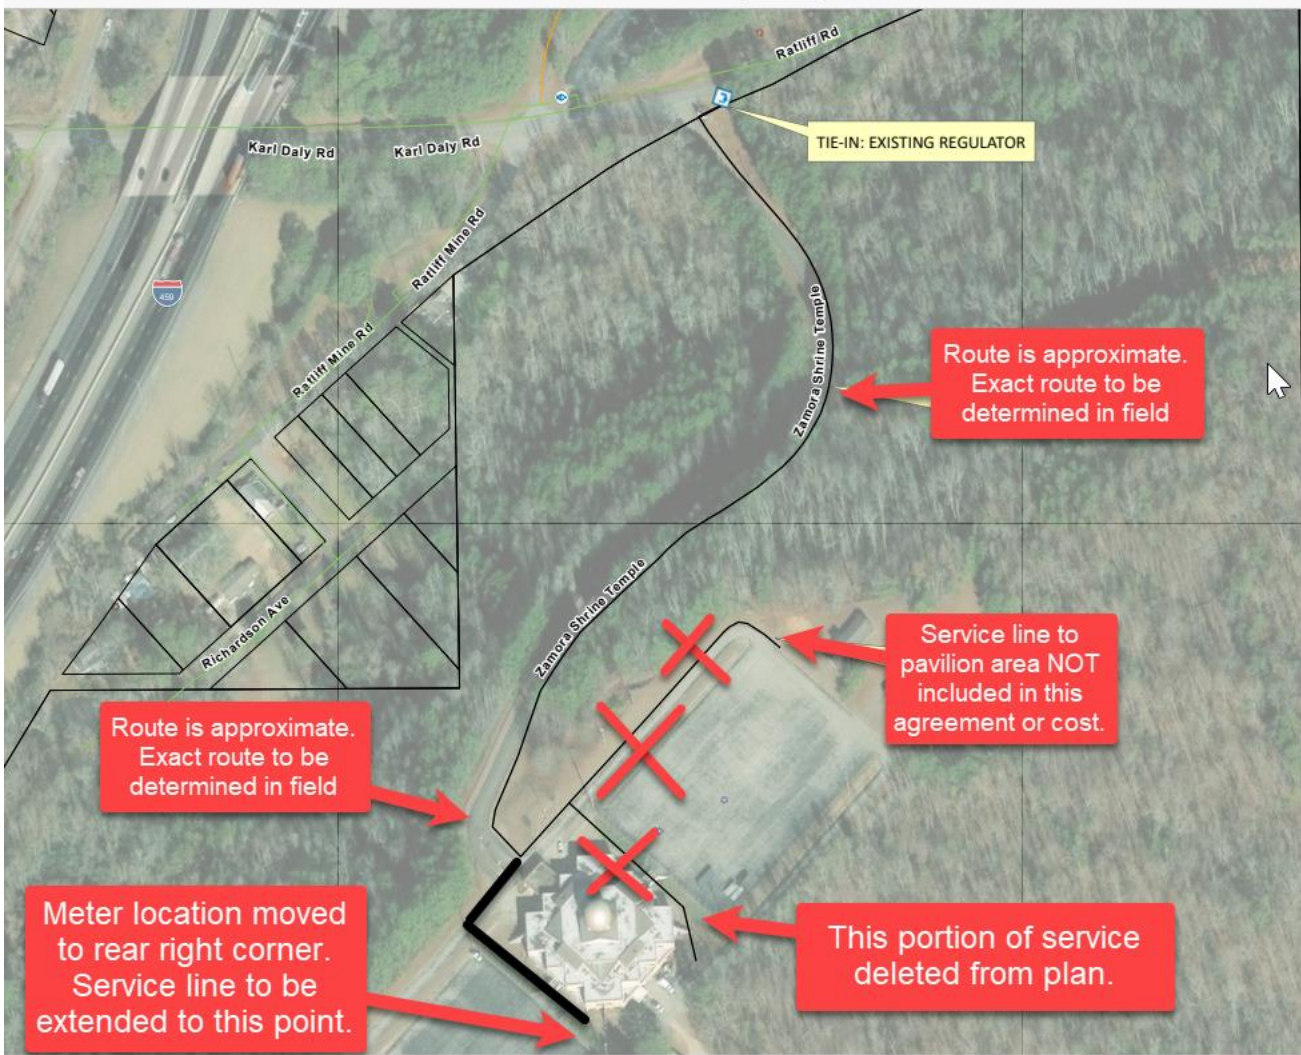 Ratliff Rd
Karl Daly Rd
Karl Daly Rd
TIE-IN: EXISTING REGULATOR
Ratliff Mine Rd
459
Zamora Shrine Temple
Ratliff Mine Rd
Route is approximate.
Exact route to be
determined in field
Zamora Shrine Temple
Richardson Ave
Service line to
pavilion area NOT
included in this
agreement or cost.
Route is approximate.
Exact route to be
determined in field
Meter location moved
to rear right corner.
Service line to be
extended to this point.
This portion of service
deleted from plan.